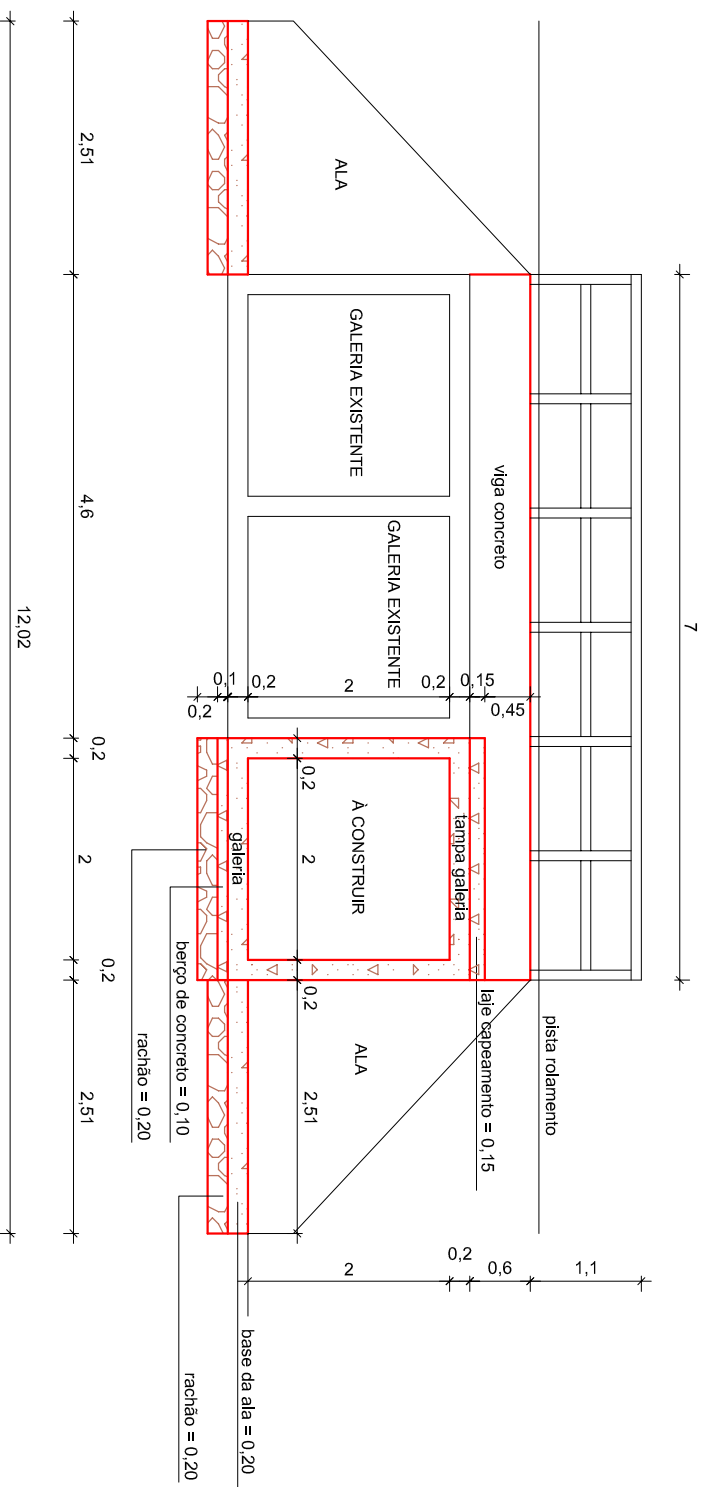 7
pista rolamento
1,1
viga concreto
0,45
0,15
0,2
2
0,2
0,1
0,2
0,6
0,2
2
laje capeamento = 0,15
tampa galeria
GALERIA EXISTENTE
GALERIA EXISTENTE
À CONSTRUIR
ALA
ALA
0,2
2
0,2
2,51
galeria
base da ala = 0,20
rachão = 0,20
berço de concreto = 0,10
rachão = 0,20
2,51
4,6
0,2
2
0,2
2,51
12,02